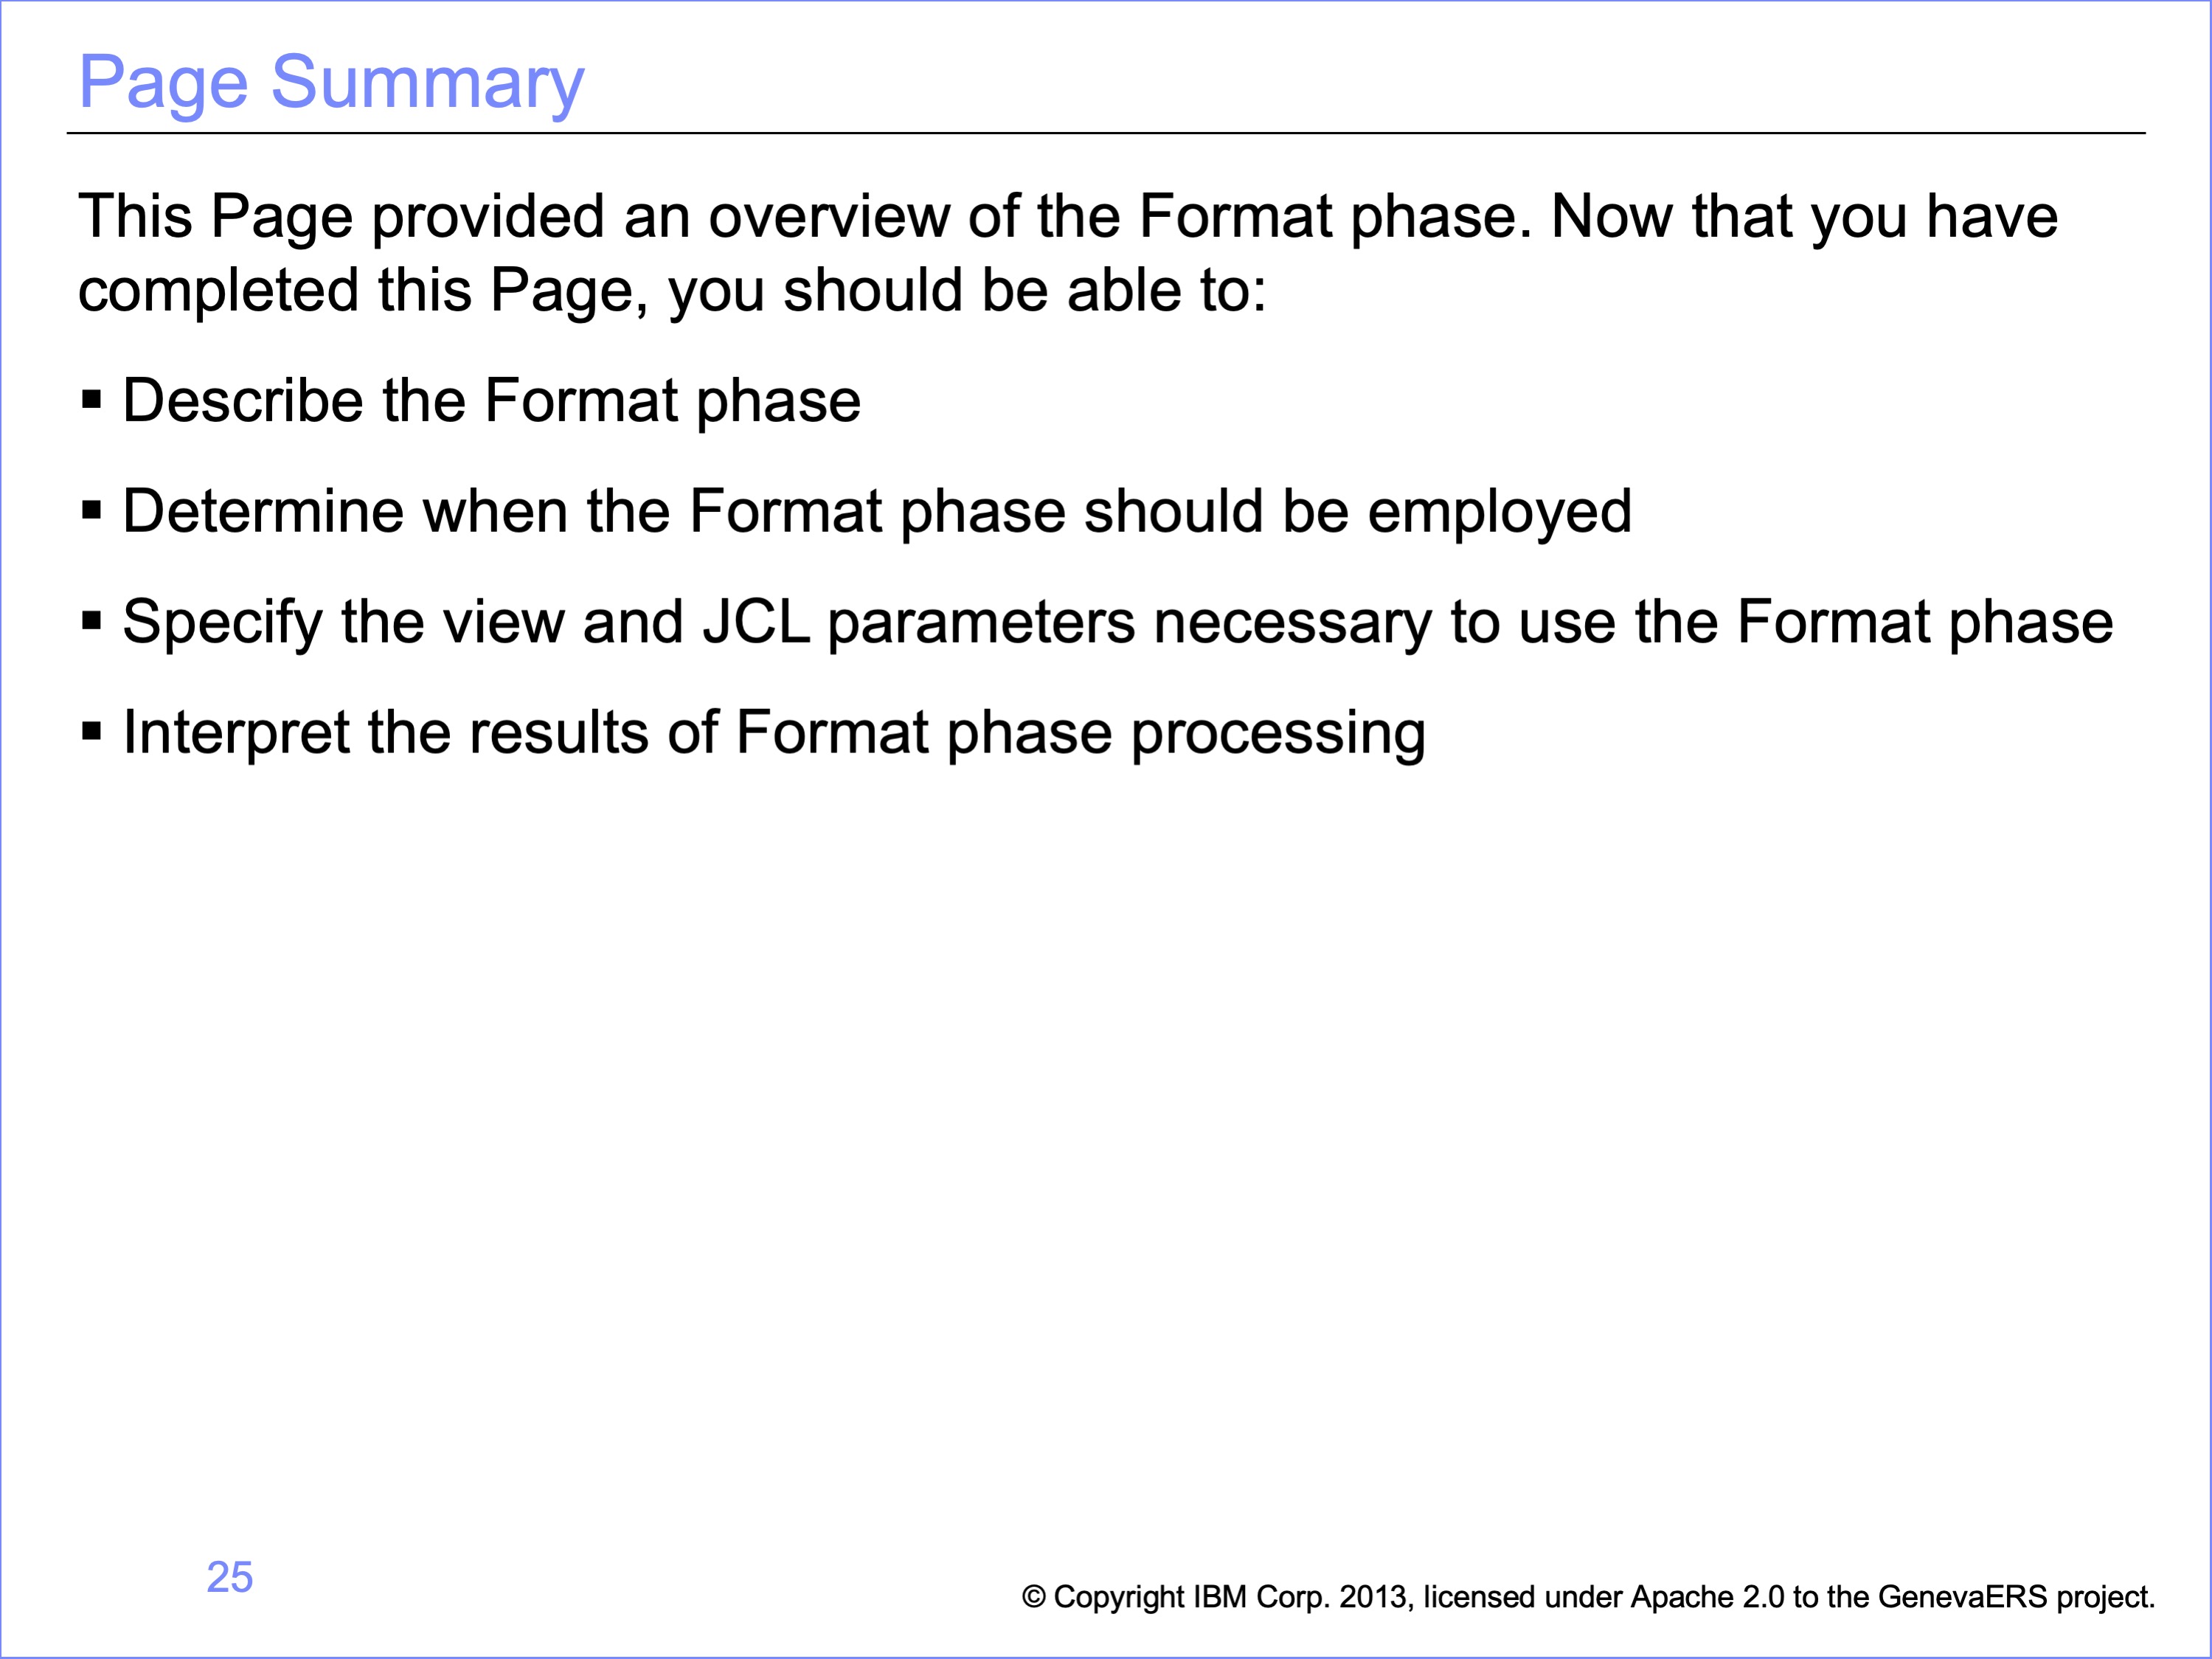 Page Summary
This Page provided an overview of the Format phase. Now that you have
completed this Page, you should be able to:
▪ Describe the Format phase
▪ Determine when the Format phase should be employed
▪ Specify the view and JCL parameters necessary to use the Format phase
▪ Interpret the results of Format phase processing
25
© Copyright IBM Corp. 2013, licensed under Apache 2.0 to the GenevaERS project.